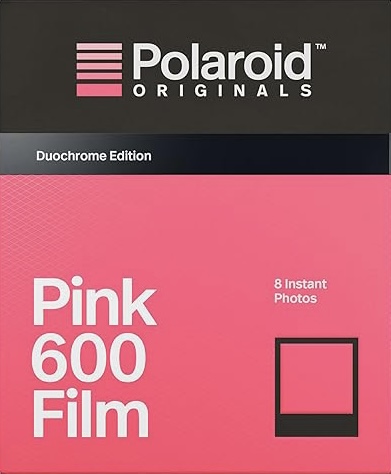 Polaroid™
ORIGINALS
Duochrome Edition
8 Instant
Photos
Pink
600
Film